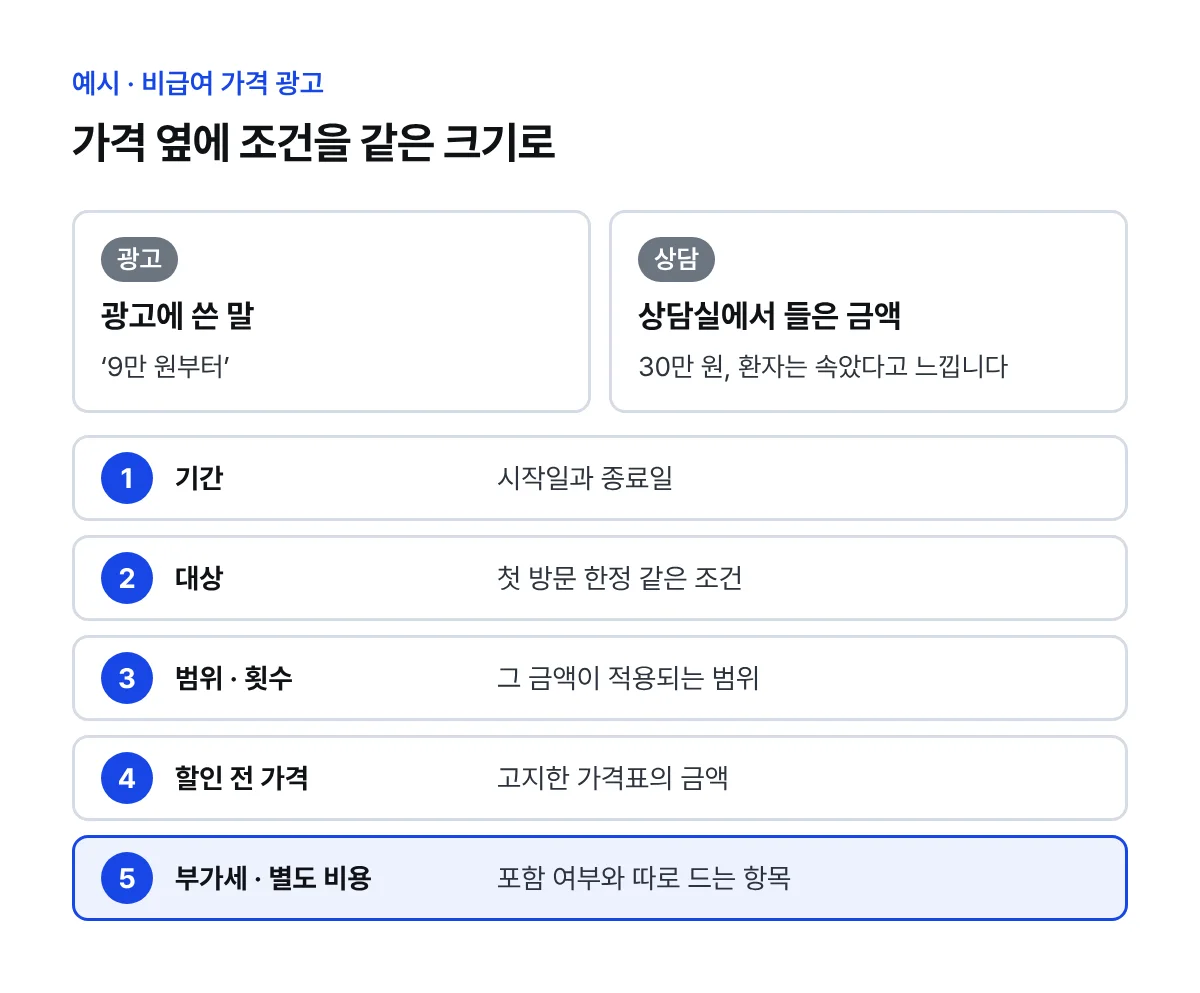 예시 · 비급여 가격 광고
가격 옆에 조건을 같은 크기로
광고
광고에 쓴 말
‘9만 원부터’
상담
상담실에서 들은 금액
30만 원, 환자는 속았다고 느낍니다
1 기간 시작일과 종료일
2 대상 첫 방문 한정 같은 조건
3 범위 · 횟수 그 금액이 적용되는 범위
4 할인 전 가격 고지한 가격표의 금액
5 부가세 · 별도 비용 포함 여부와 따로 드는 항목